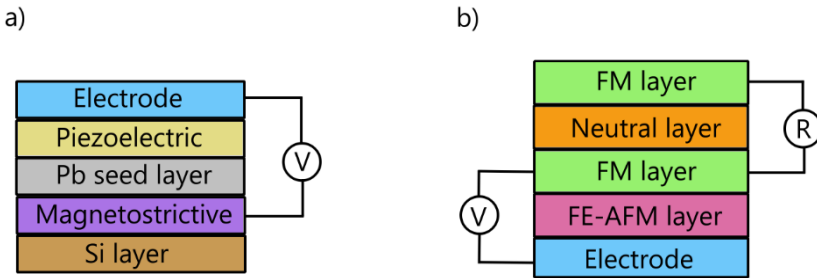 a)
Electrode
Piezoelectric
Pb seed layer
Magnetostrictive
Si layer
V
b)
FM layer
Neutral layer
FM layer
FE-AFM layer
Electrode
R
V